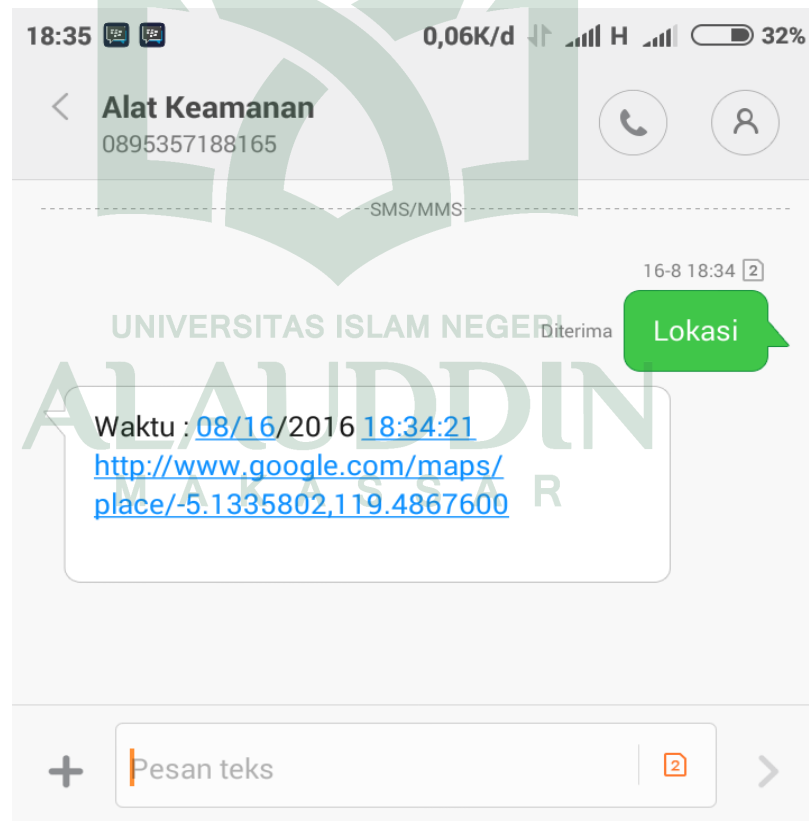 18:35 0,06K/d H 32%
Alat Keamanan
0895357188165
SMS/MMS
16-8 18:34 2
UNIVERSITAS ISLAM NEGERI
Diterima Lokasi
ALAUDDIN
Waktu : 08/16/2016 18:34:21
http://www.google.com/maps/
place/-5.1335802,119.4867600
MAKASSAR
Pesan teks 2